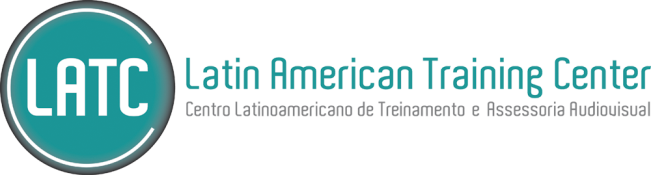 LATC
Latin American Training Center
Centro Latinoamericano de Treinamento e Assessoria Audiovisual